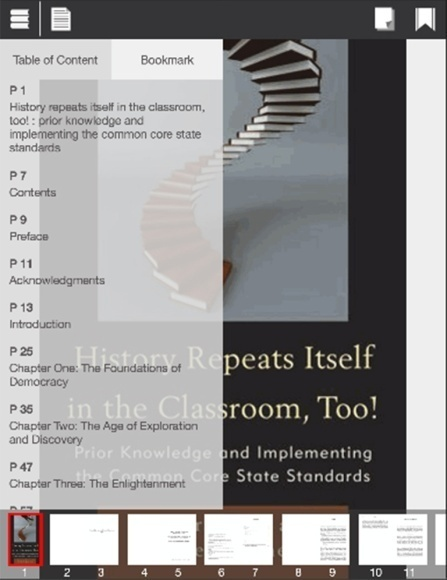 Table of Content
Bookmark
P 1
History repeats itself in the classroom,
too! : prior knowledge and
implementing the common core state
standards
P 7
Contents
P 9
Preface
P 11
Acknowledgments
P 13
Introduction
P 25
Chapter One: The Foundations of
Democracy
P 35
Chapter Two: The Age of Exploration
and Discovery
P 47
Chapter Three: The Enlightenment
History Repeats Itself
in the Classroom, Too!
Prior Knowledge and Implementing
the Common Core State Standards
1 2 3 4 5 6 7 8 9 10 11